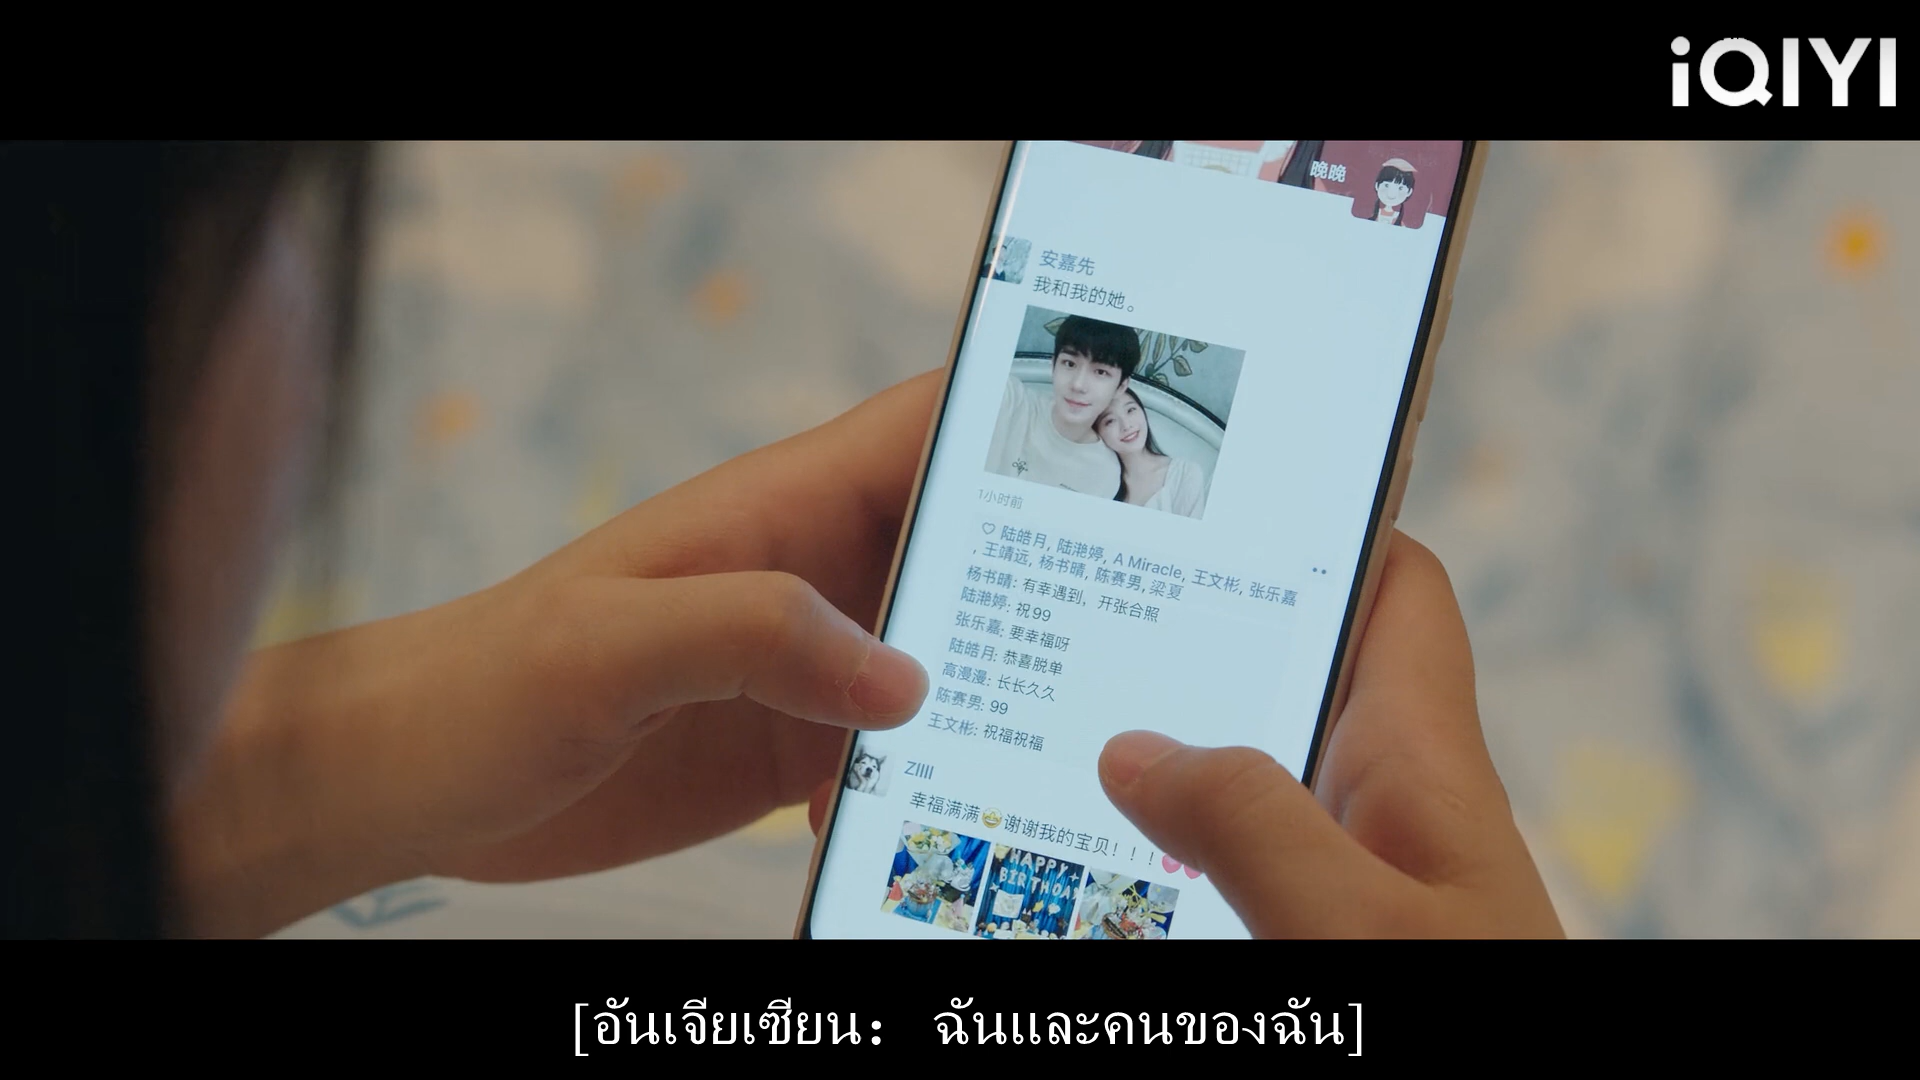 iQIYI
晚晚
安嘉先
我和我的她。
1小时前
陆皓月, 陆滟婷, A Miracle, 王文彬, 张乐嘉
, 王靖远, 杨书晴, 陈赛男, 梁夏
杨书晴: 有幸遇到，开张合照
陆滟婷: 祝99
张乐嘉: 要幸福呀
陆皓月: 恭喜脱单
高漫漫: 长长久久
陈赛男: 99
王文彬: 祝福祝福
ZIIII
幸福满满🤩谢谢我的宝贝！！！
HAPPY
BIRTHDAY
[อันเจียเซียน： ฉันและคนของฉัน]